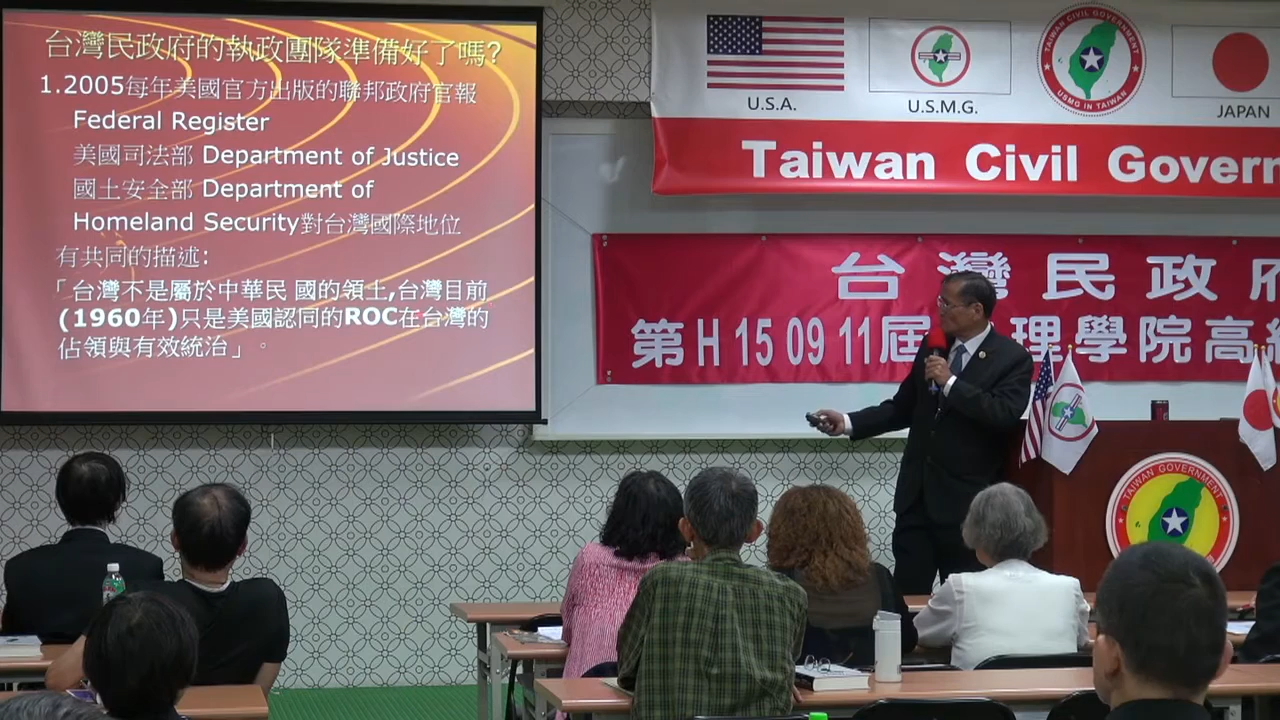 台灣民政府的執政團隊準備好了嗎?
1.2005每年美國官方出版的聯邦政府官報
Federal Register
美國司法部 Department of Justice
國土安全部 Department of
Homeland Security對台灣國際地位
有共同的描述:
「台灣不是屬於中華民 國的領土,台灣目前
(1960年)只是美國認同的ROC在台灣的
佔領與有效統治」。
U.S.A.
U.S.M.G.
TAIWAN CIVIL GOVERNMENT
USMG IN TAIWAN
JAPAN
Taiwan Civil Govern
台灣民政府
第H 15 09 11屆 理學院高
TAIWAN GOVERNMENT